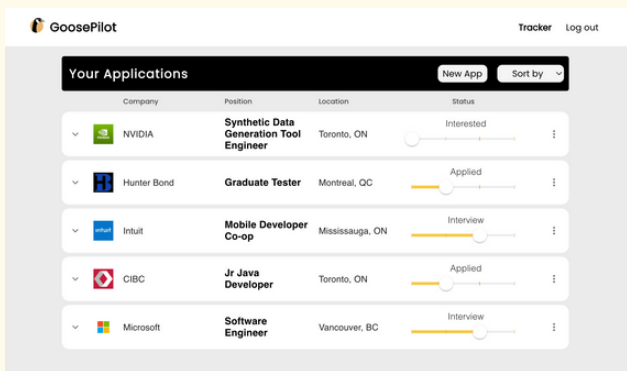 GoosePilot
Tracker Log out
Your Applications
New App
Sort by
Company Position Location Status
NVIDIA
Synthetic Data
Generation Tool
Engineer
Toronto, ON
Interested
Hunter Bond
Graduate Tester
Montreal, QC
Applied
intuit
Intuit
Mobile Developer
Co-op
Mississauga, ON
Interview
CIBC
Jr Java
Developer
Toronto, ON
Applied
Microsoft
Software
Engineer
Vancouver, BC
Interview